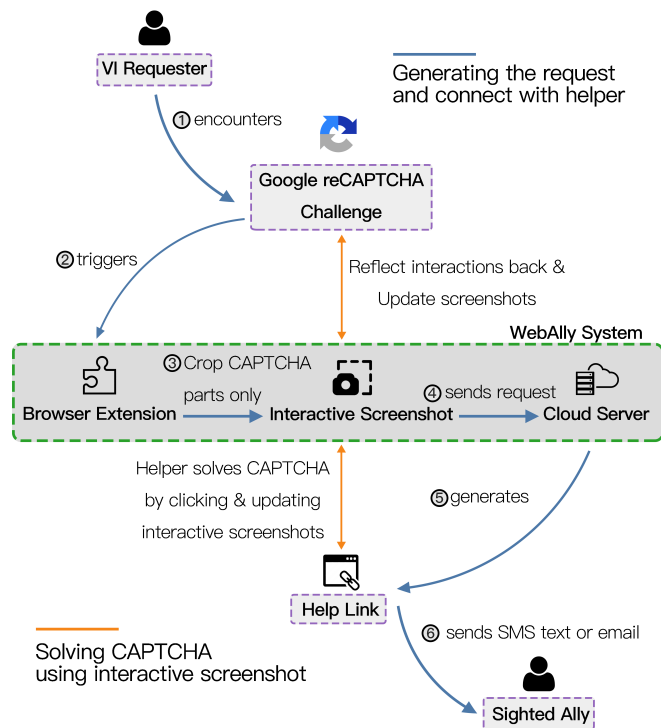 VI Requester
Generating the request
and connect with helper
① encounters
Google reCAPTCHA
Challenge
② triggers
Reflect interactions back &
Update screenshots
WebAlly System
③ Crop CAPTCHA
parts only
④ sends request
Browser Extension
Interactive Screenshot
Cloud Server
Helper solves CAPTCHA
by clicking & updating
interactive screenshots
⑤ generates
Help Link
⑥ sends SMS text or email
Solving CAPTCHA
using interactive screenshot
Sighted Ally